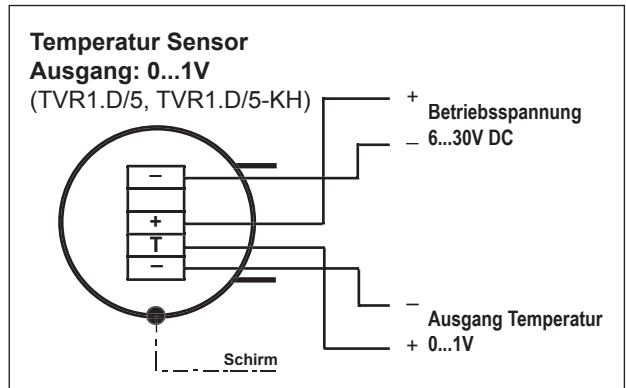 Temperatur Sensor
Ausgang: 0...1V
(TVR1.D/5, TVR1.D/5-KH)
+
Betriebsspannung
– 6...30V DC
–
+
T
–
–
Ausgang Temperatur
+ 0...1V
Schirm